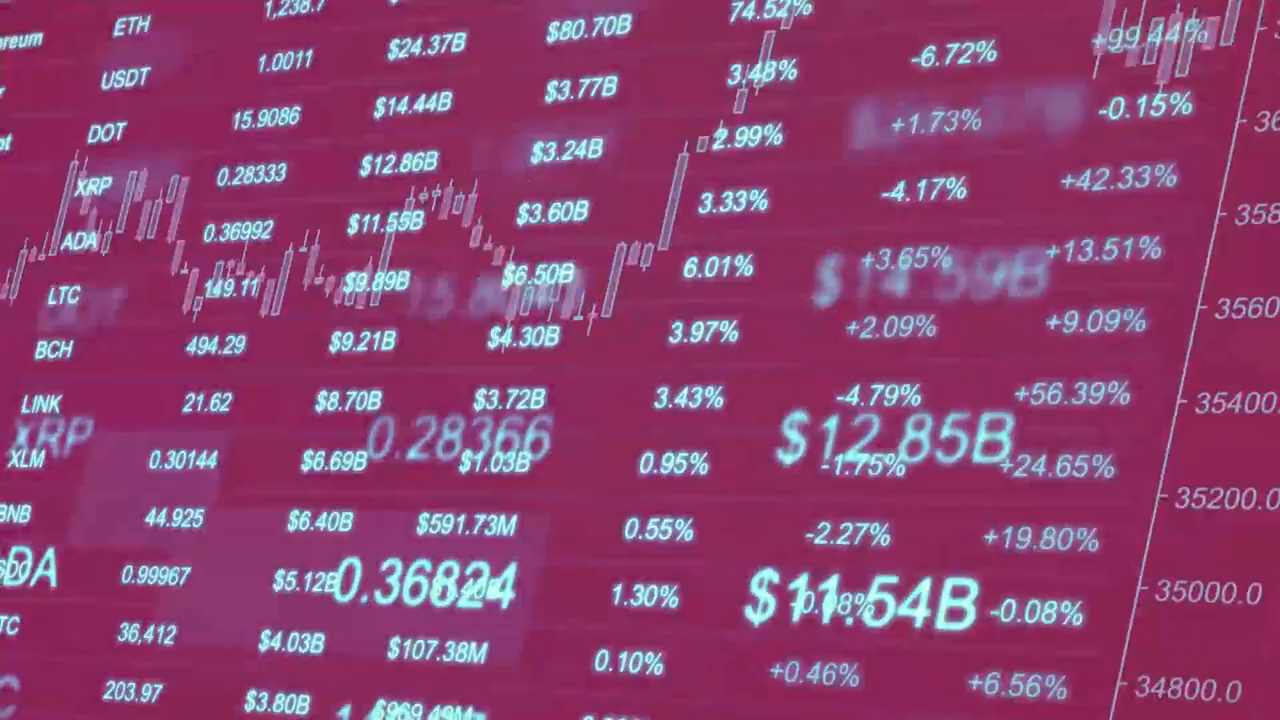 ETH 1,238.7
USDT 1.0011 $24.37B $80.70B 74.52%
DOT 15.9086 $14.44B $3.77B 3.48% -6.72% +99.44%
XRP 0.28333 $12.86B $3.24B 2.99% +1.73% -0.15%
ADA 0.36992 $11.55B $3.60B 3.33% -4.17% +42.33%
LTC 149.11 $9.89B $6.50B 6.01% +3.65% +13.51%
$14.59B
BCH 494.29 $9.21B $4.30B 3.97% +2.09% +9.09%
LINK 21.62 $8.70B $3.72B 3.43% -4.79% +56.39% 35400
XRP 0.28366 $12.85B
XLM 0.30144 $6.69B $1.03B 0.95% -1.75% +24.65%
BNB 44.925 $6.40B $591.73M 0.55% -2.27% +19.80% 35200.0
DA 0.36824 $11.54B
0.99967 $5.12B 1.30% -0.08% 35000.0
TC 36,412 $4.03B $107.38M 0.10% +0.46% +6.56% 34800.0
203.97 $3.80B $969.49M